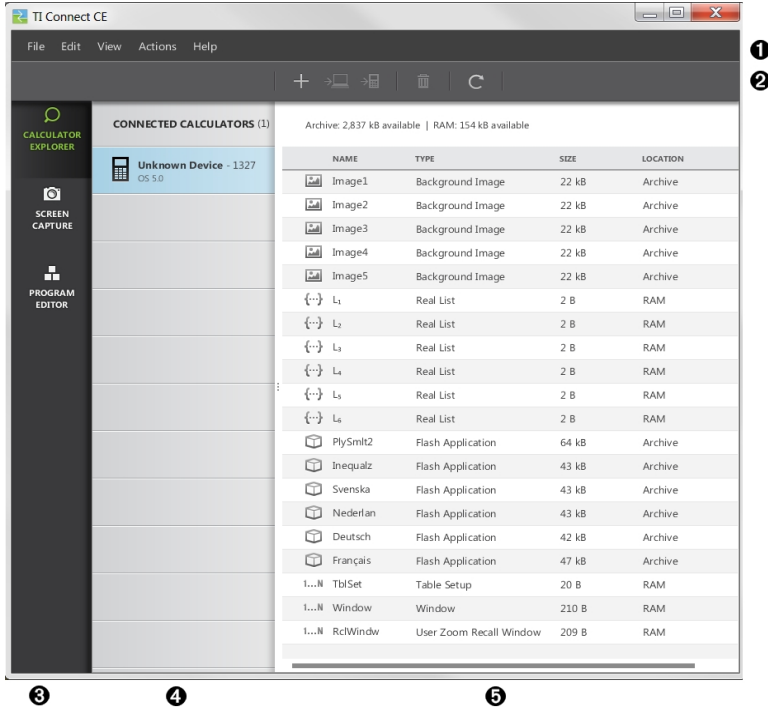 TI Connect CE
File Edit View Actions Help
❶
❷
CALCULATOR EXPLORER
SCREEN CAPTURE
PROGRAM EDITOR
CONNECTED CALCULATORS (1)
Unknown Device - 1327
OS 5.0
Archive: 2,837 kB available | RAM: 154 kB available
NAME TYPE SIZE LOCATION
Image1 Background Image 22 kB Archive
Image2 Background Image 22 kB Archive
Image3 Background Image 22 kB Archive
Image4 Background Image 22 kB Archive
Image5 Background Image 22 kB Archive
{...} L₁ Real List 2 B RAM
{...} L₂ Real List 2 B RAM
{...} L₃ Real List 2 B RAM
{...} L₄ Real List 2 B RAM
{...} L₅ Real List 2 B RAM
{...} L₆ Real List 2 B RAM
PlySmlt2 Flash Application 64 kB Archive
Inequalz Flash Application 43 kB Archive
Svenska Flash Application 43 kB Archive
Nederlan Flash Application 43 kB Archive
Deutsch Flash Application 42 kB Archive
Français Flash Application 47 kB Archive
1...N TblSet Table Setup 20 B RAM
1...N Window Window 210 B RAM
1...N RclWindw User Zoom Recall Window 209 B RAM
❸ ❹ ❺